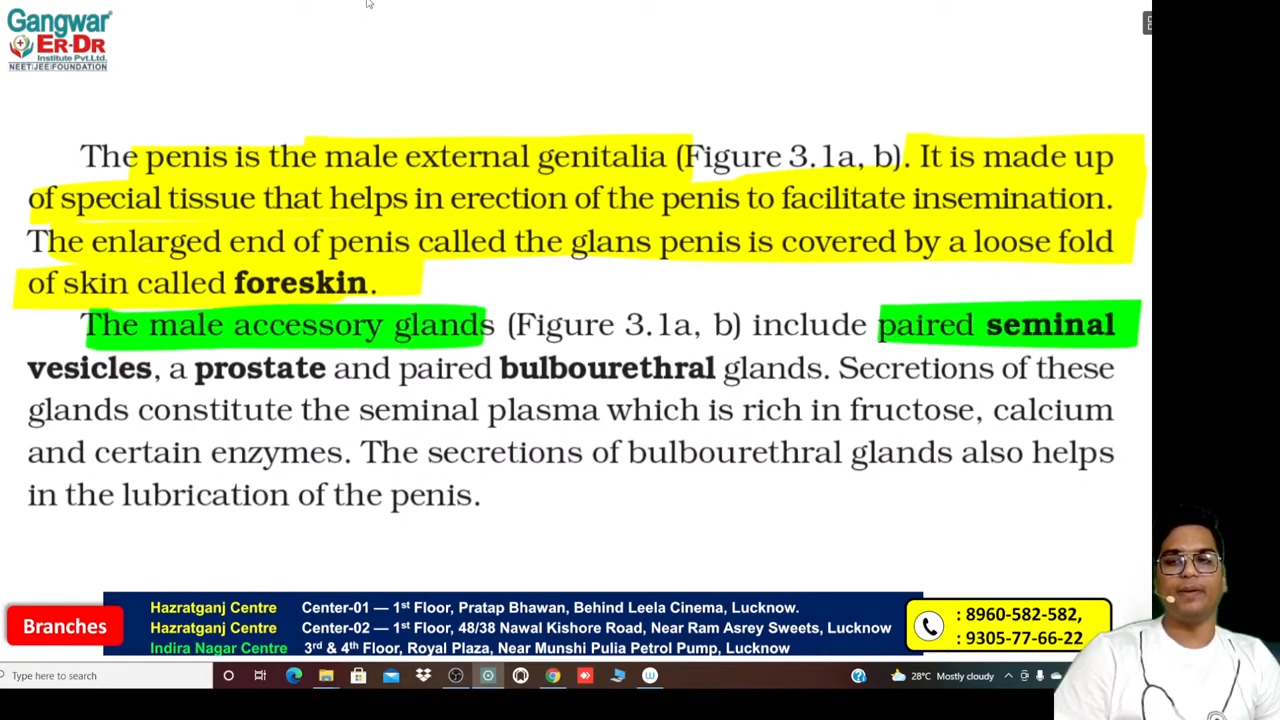 Gangwar
ER-DR
Institute Pvt.Ltd.
NEET|JEE|FOUNDATION
The penis is the male external genitalia (Figure 3.1a, b). It is made up
of special tissue that helps in erection of the penis to facilitate insemination.
The enlarged end of penis called the glans penis is covered by a loose fold
of skin called foreskin.
The male accessory glands (Figure 3.1a, b) include paired seminal
vesicles, a prostate and paired bulbourethral glands. Secretions of these
glands constitute the seminal plasma which is rich in fructose, calcium
and certain enzymes. The secretions of bulbourethral glands also helps
in the lubrication of the penis.
Branches
Hazratganj Centre Center-01 — 1st Floor, Pratap Bhawan, Behind Leela Cinema, Lucknow.
Hazratganj Centre Center-02 — 1st Floor, 48/38 Nawal Kishore Road, Near Ram Asrey Sweets, Lucknow
Indira Nagar Centre 3rd & 4th Floor, Royal Plaza, Near Munshi Pulia Petrol Pump, Lucknow
: 8960-582-582,
: 9305-77-66-22
Type here to search
28°C Mostly cloudy